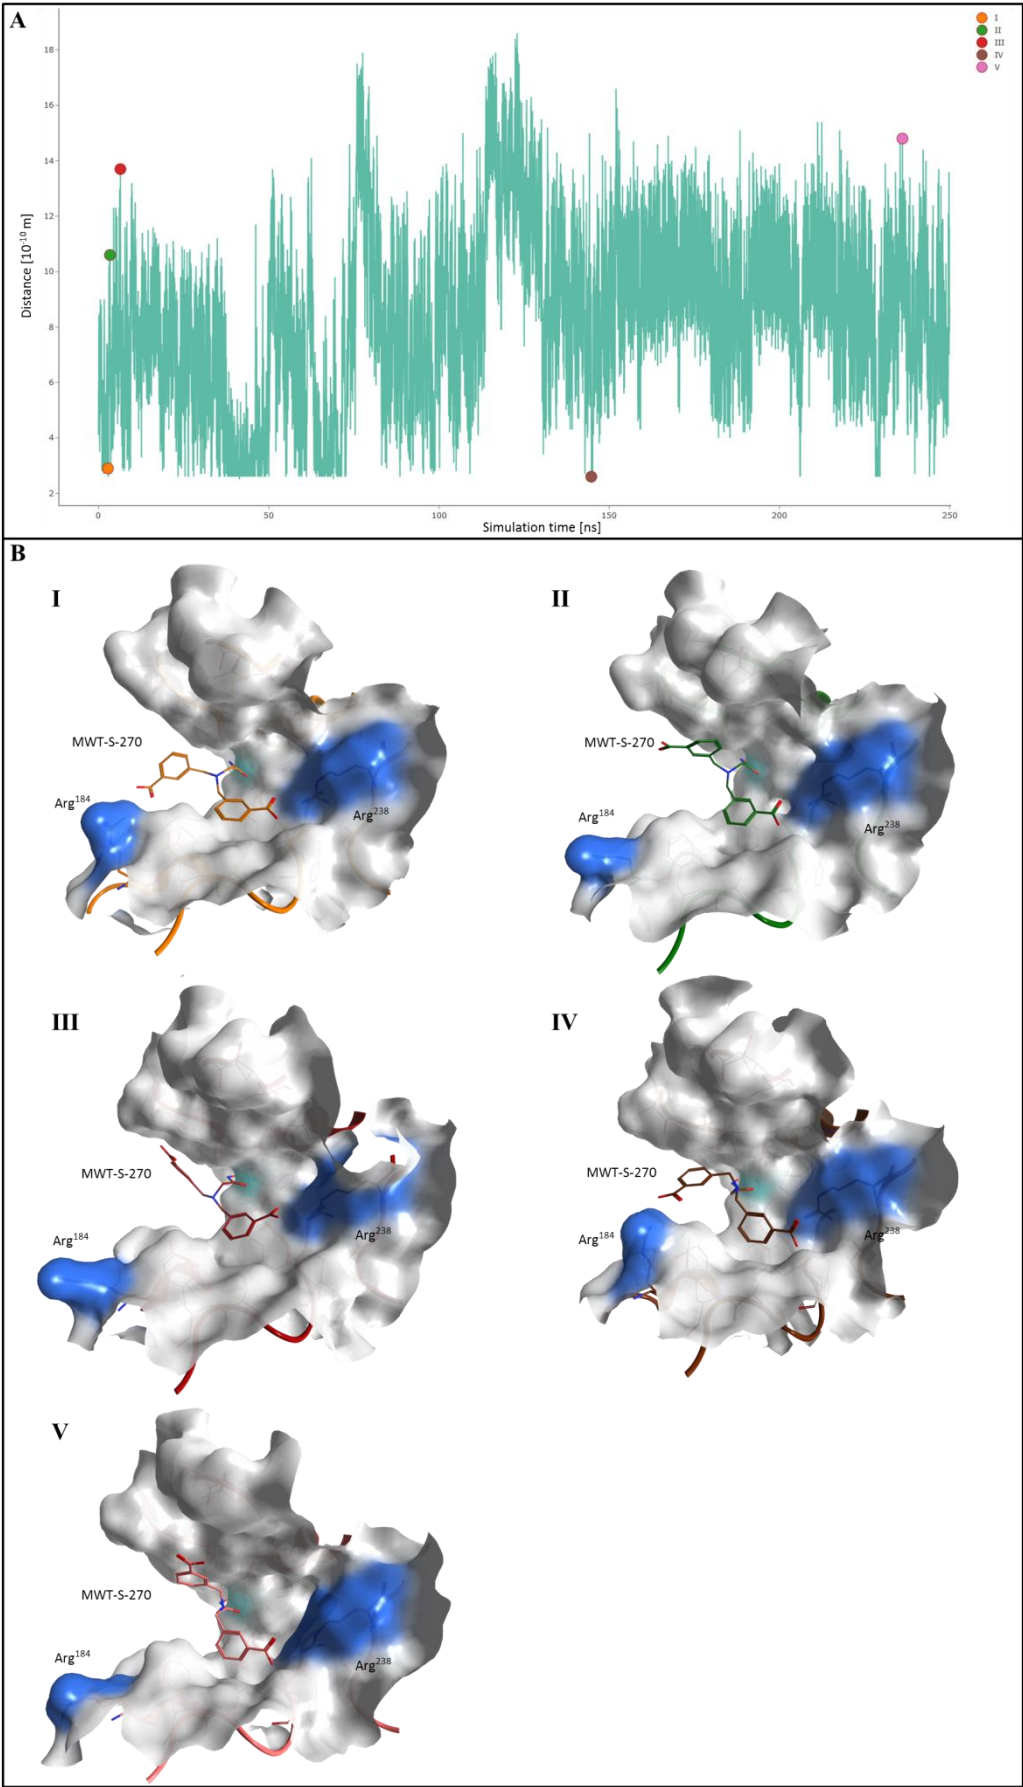 A
I
II
III
IV
V
18
16
14
12
10
8
6
4
2
Distance [10⁻¹⁰ m]
0
50
100
150
200
250
Simulation time [ns]
B
I
II
MWT-S-270
MWT-S-270
Arg¹⁸⁴
Arg²³⁸
Arg¹⁸⁴
Arg²³⁸
III
IV
MWT-S-270
MWT-S-270
Arg¹⁸⁴
Arg²³⁸
Arg¹⁸⁴
Arg²³⁸
V
MWT-S-270
Arg¹⁸⁴
Arg²³⁸